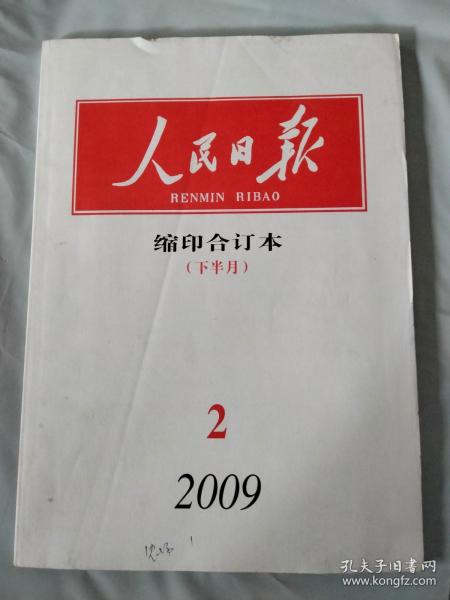 人民日报
RENMIN RIBAO
缩印合订本
(下半月)
2
2009
孔夫子旧书网
www.kongfz.com